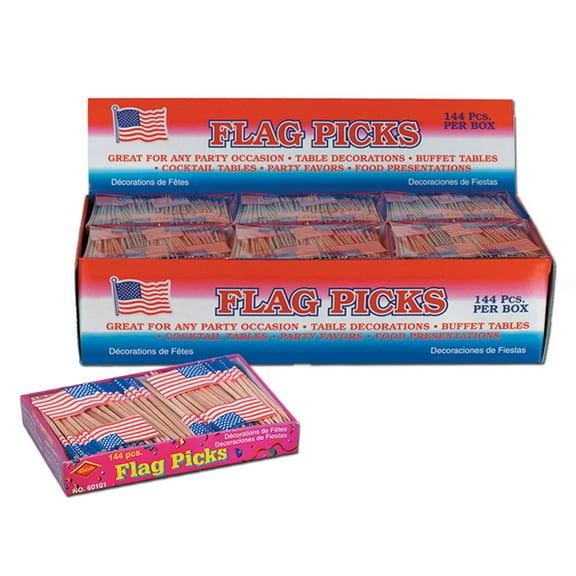 FLAG PICKS
144 Pcs.
PER BOX
GREAT FOR ANY PARTY OCCASION • TABLE DECORATIONS • BUFFET TABLES
• COCKTAIL TABLES • PARTY FAVORS • FOOD PRESENTATIONS •
Décorations de Fêtes
Decoraciones de Fiestas
FLAG PICKS
144 Pcs.
PER BOX
GREAT FOR ANY PARTY OCCASION • TABLE DECORATIONS • BUFFET TABLES
• COCKTAIL TABLES • PARTY FAVORS • FOOD PRESENTATIONS •
Décorations de Fêtes
Decoraciones de Fiestas
144 pcs.
Flag Picks
Décorations de Fêtes
Decoraciones de Fiestas
NO. 60101